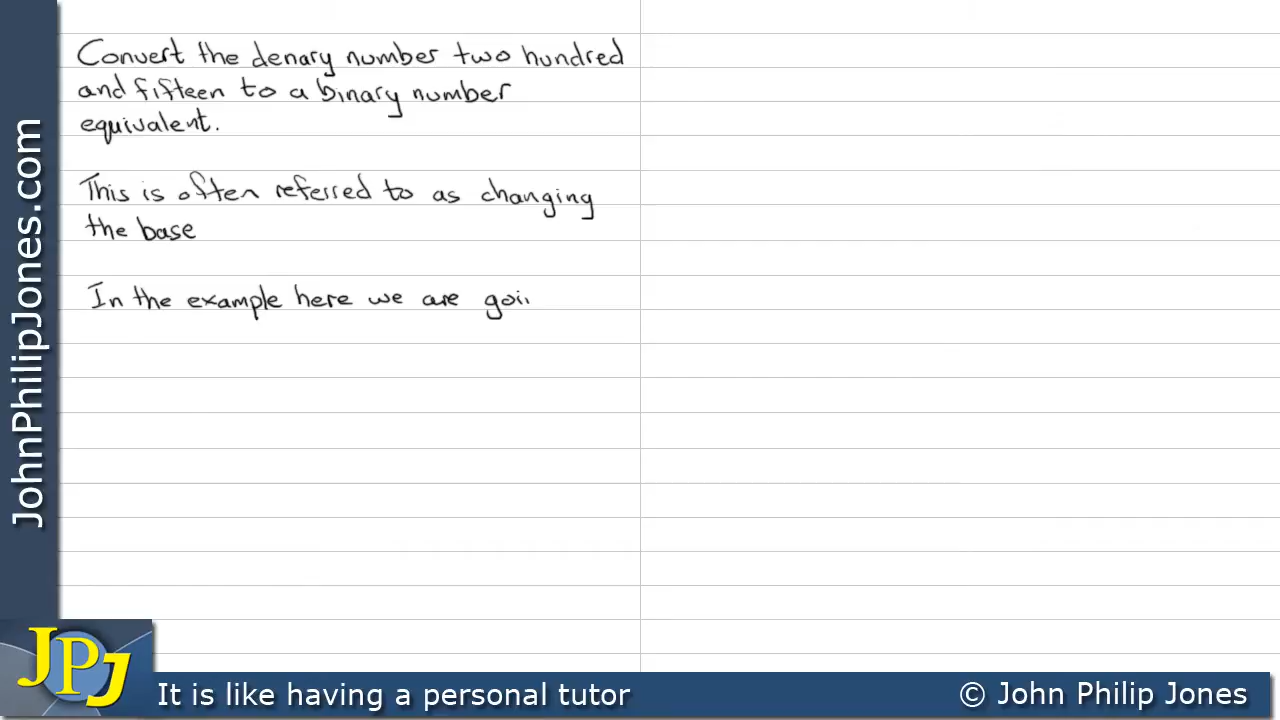 Convert the denary number two hundred
and fifteen to a binary number
equivalent.
This is often referred to as changing
the base
In the example here we are goi
JohnPhilipJones.com
JPJ
It is like having a personal tutor
© John Philip Jones